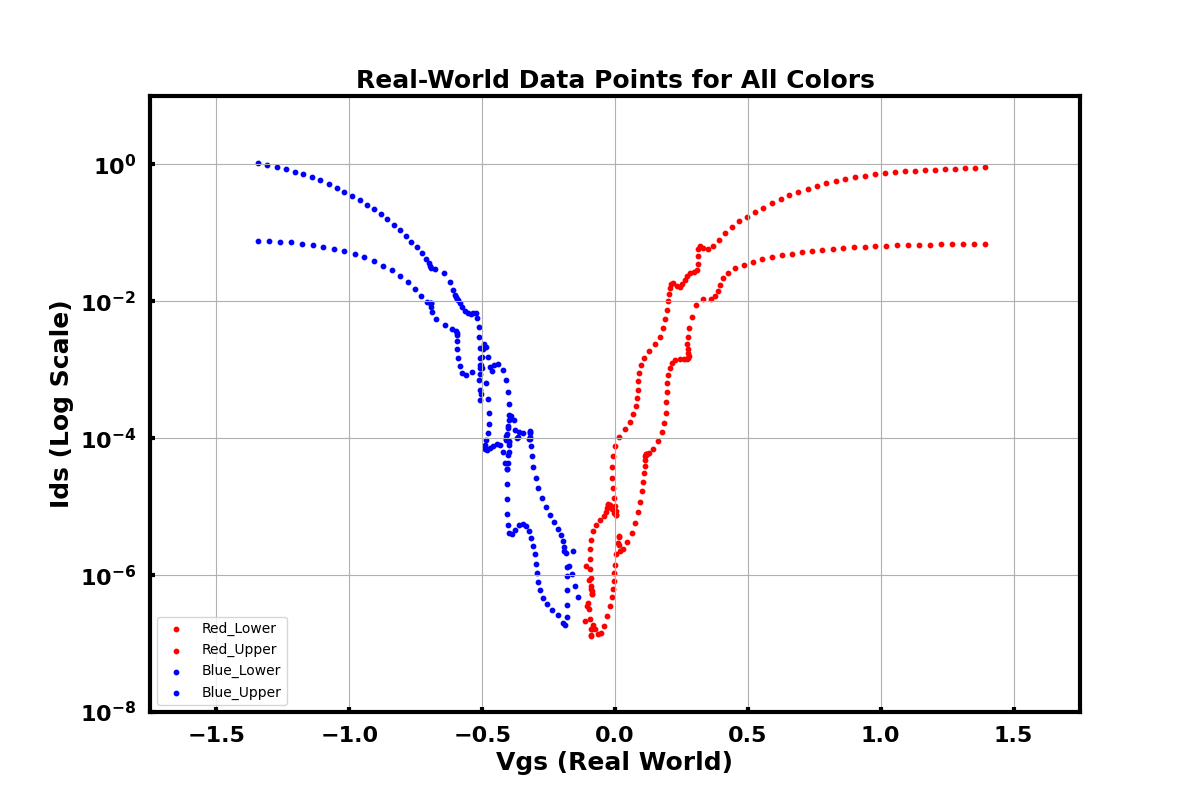 Real-World Data Points for All Colors
Ids (Log Scale)
10⁰
10⁻²
10⁻⁴
10⁻⁶
10⁻⁸
Red_Lower
Red_Upper
Blue_Lower
Blue_Upper
−1.5 −1.0 −0.5 0.0 0.5 1.0 1.5
Vgs (Real World)